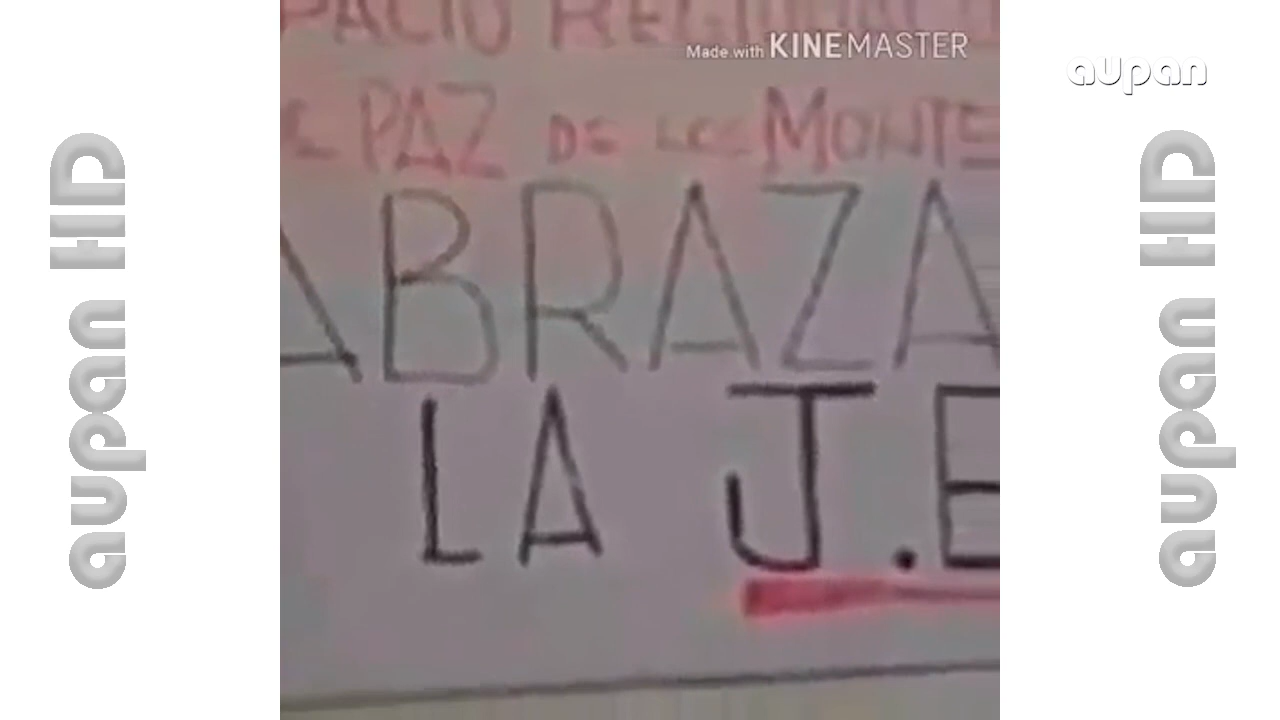 Made with KINEMASTER
aupan
PAZ DE LOS MONTE
ABRAZA
LA J.E
aupan HD
aupan HD